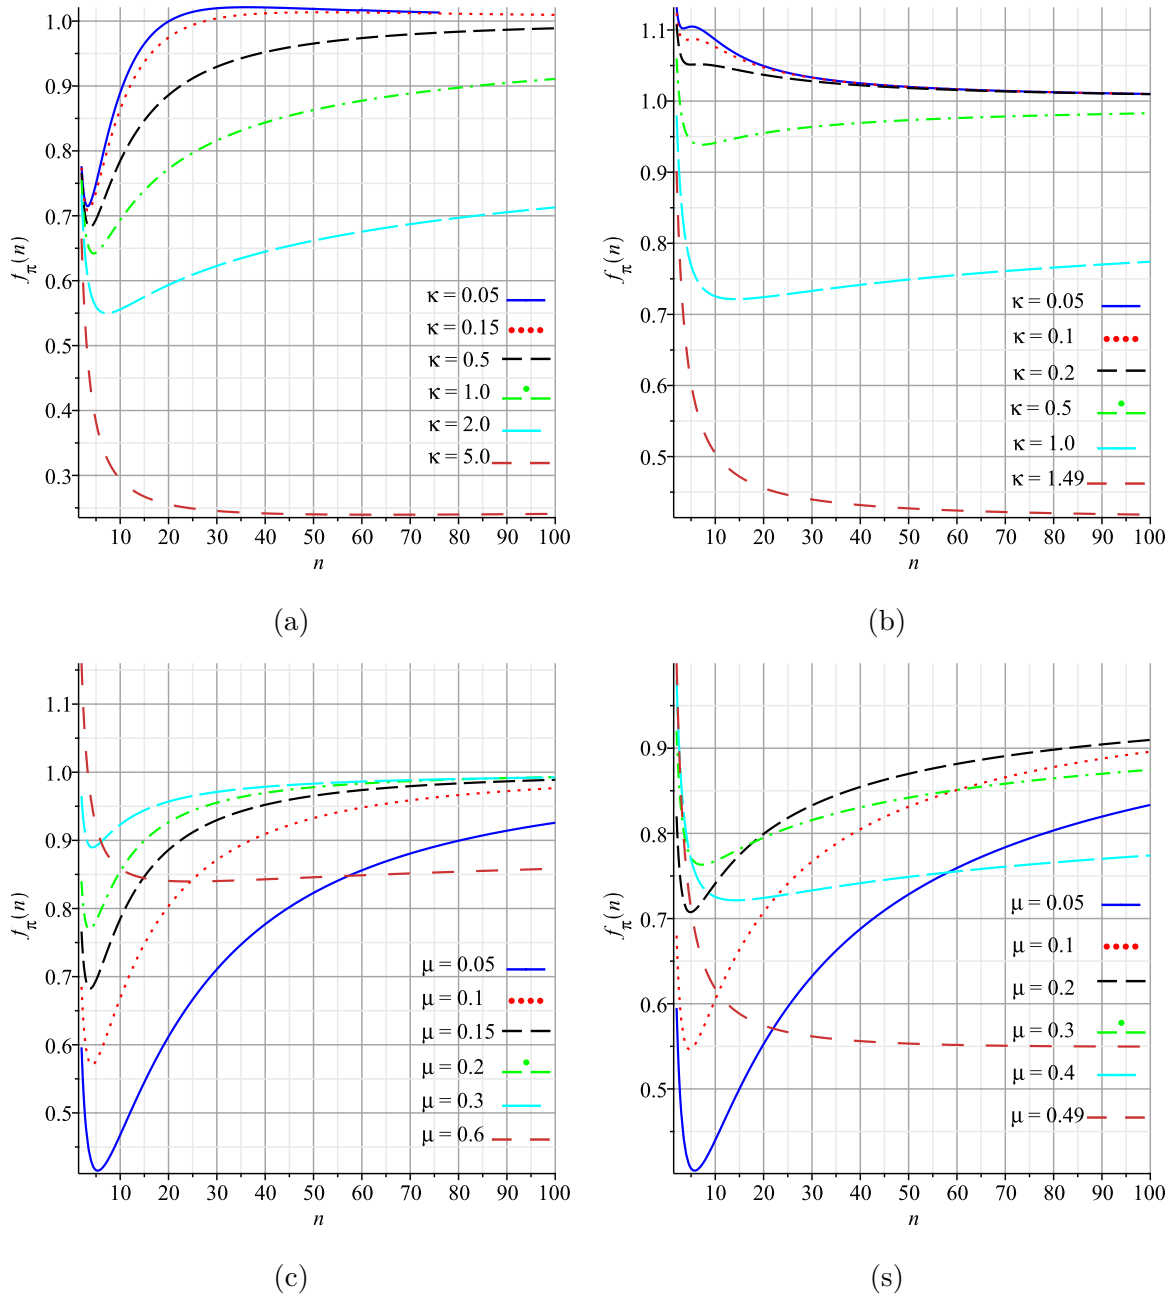 1.0
0.9
0.8
0.7
0.6
0.5
0.4
0.3
f_π(n)
κ = 0.05
κ = 0.15
κ = 0.5
κ = 1.0
κ = 2.0
κ = 5.0
10 20 30 40 50 60 70 80 90 100
n
(a)
1.1
1.0
0.9
0.8
0.7
0.6
0.5
f_π(n)
κ = 0.05
κ = 0.1
κ = 0.2
κ = 0.5
κ = 1.0
κ = 1.49
10 20 30 40 50 60 70 80 90 100
n
(b)
1.1
1.0
0.9
0.8
0.7
0.6
0.5
f_π(n)
μ = 0.05
μ = 0.1
μ = 0.15
μ = 0.2
μ = 0.3
μ = 0.6
10 20 30 40 50 60 70 80 90 100
n
(c)
0.9
0.8
0.7
0.6
0.5
f_π(n)
μ = 0.05
μ = 0.1
μ = 0.2
μ = 0.3
μ = 0.4
μ = 0.49
10 20 30 40 50 60 70 80 90 100
n
(s)